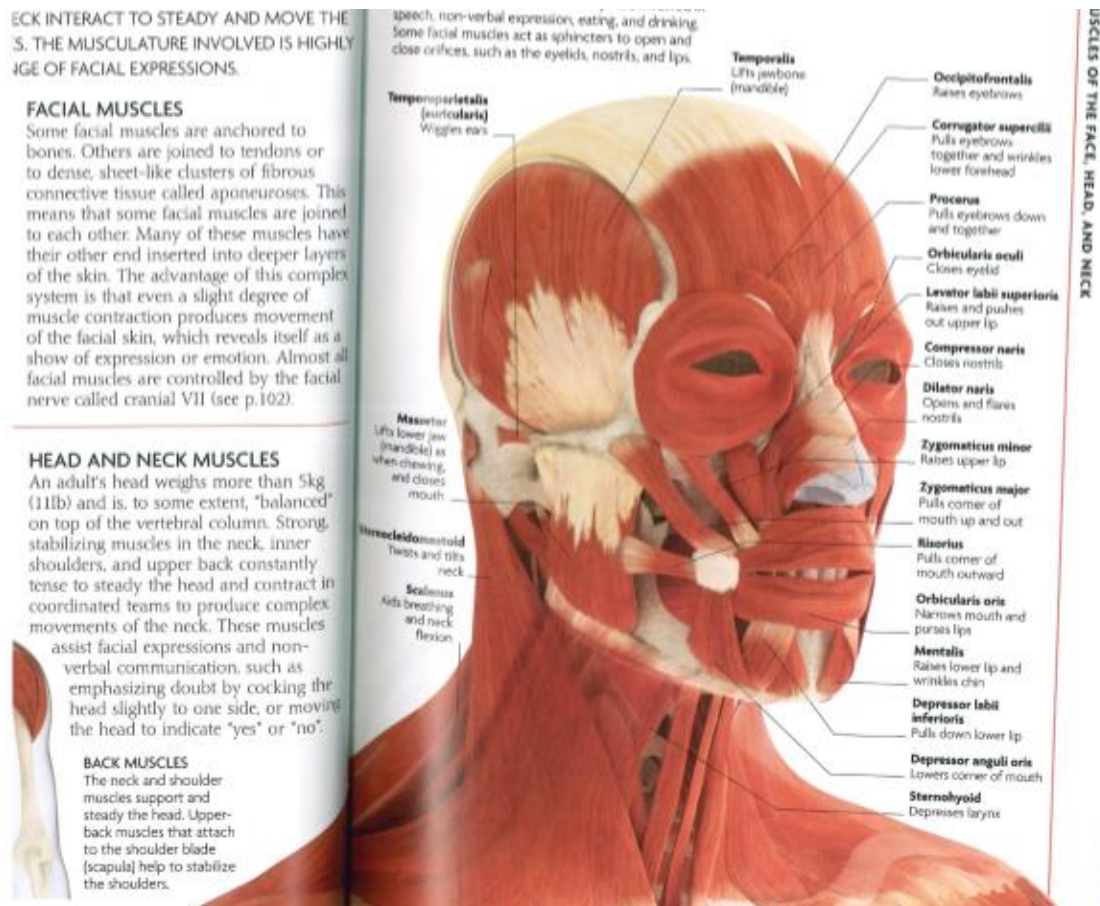 ECK INTERACT TO STEADY AND MOVE THE
S. THE MUSCULATURE INVOLVED IS HIGHLY
NGE OF FACIAL EXPRESSIONS.
FACIAL MUSCLES
Some facial muscles are anchored to
bones. Others are joined to tendons or
to dense, sheet-like clusters of fibrous
connective tissue called aponeuroses. This
means that some facial muscles are joined
to each other. Many of these muscles have
their other end inserted into deeper layers
of the skin. The advantage of this complex
system is that even a slight degree of
muscle contraction produces movement
of the facial skin, which reveals itself as a
show of expression or emotion. Almost all
facial muscles are controlled by the facial
nerve called cranial VII (see p.102).
HEAD AND NECK MUSCLES
An adult's head weighs more than 5kg
(11lb) and is, to some extent, "balanced"
on top of the vertebral column. Strong,
stabilizing muscles in the neck, inner
shoulders, and upper back constantly
tense to steady the head and contract in
coordinated teams to produce complex
movements of the neck. These muscles
assist facial expressions and non-
verbal communication, such as
emphasizing doubt by cocking the
head slightly to one side, or moving
the head to indicate "yes" or "no".
BACK MUSCLES
The neck and shoulder
muscles support and
steady the head. Upper-
back muscles that attach
to the shoulder blade
(scapula) help to stabilize
the shoulders.
speech, non-verbal expression, eating, and drinking.
Some facial muscles act as sphincters to open and
close orifices, such as the eyelids, nostrils, and lips.
Temporoparietalis
(auricularis)
Wiggles ears
Temporalis
Lifts jawbone
(mandible)
Masseter
Lifts lower jaw
(mandible) as
when chewing,
and closes
mouth
Sternocleidomastoid
Twists and tilts
neck
Scalenus
Aids breathing
and neck
flexion
Occipitofrontalis
Raises eyebrows
Corrugator supercilii
Pulls eyebrows
together and wrinkles
lower forehead
Procerus
Pulls eyebrows down
and together
Orbicularis oculi
Closes eyelid
Levator labii superioris
Raises and pushes
out upper lip
Compressor naris
Closes nostrils
Dilator naris
Opens and flares
nostrils
Zygomaticus minor
Raises upper lip
Zygomaticus major
Pulls corner of
mouth up and out
Risorius
Pulls corner of
mouth outward
Orbicularis oris
Narrows mouth and
purses lips
Mentalis
Raises lower lip and
wrinkles chin
Depressor labii
inferioris
Pulls down lower lip
Depressor anguli oris
Lowers corner of mouth
Sternohyoid
Depresses larynx
USCLES OF THE FACE, HEAD, AND NECK